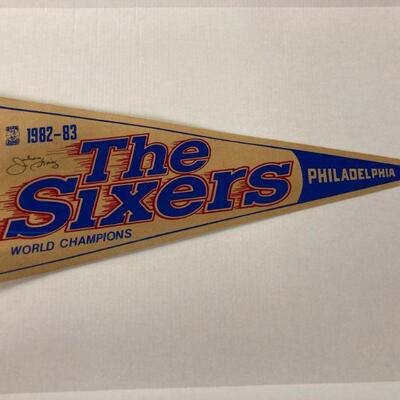 1982-83
The
Sixers
WORLD CHAMPIONS
PHILADELPHIA